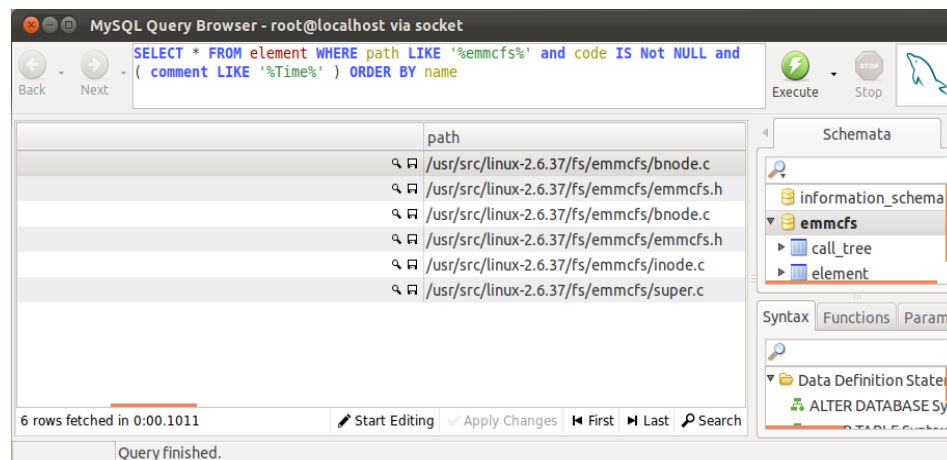 MySQL Query Browser - root@localhost via socket
SELECT * FROM element WHERE path LIKE '%emmcfs%' and code IS Not NULL and
( comment LIKE '%Time%' ) ORDER BY name
Back
Next
Execute
STOP
Stop
path
/usr/src/linux-2.6.37/fs/emmcfs/bnode.c
/usr/src/linux-2.6.37/fs/emmcfs/emmcfs.h
/usr/src/linux-2.6.37/fs/emmcfs/bnode.c
/usr/src/linux-2.6.37/fs/emmcfs/emmcfs.h
/usr/src/linux-2.6.37/fs/emmcfs/inode.c
/usr/src/linux-2.6.37/fs/emmcfs/super.c
6 rows fetched in 0:00.1011
Start Editing
Apply Changes
First
Last
Search
Query finished.
Schemata
information_schema
emmcfs
call_tree
element
Syntax
Functions
Param
Data Definition State
ALTER DATABASE Sy